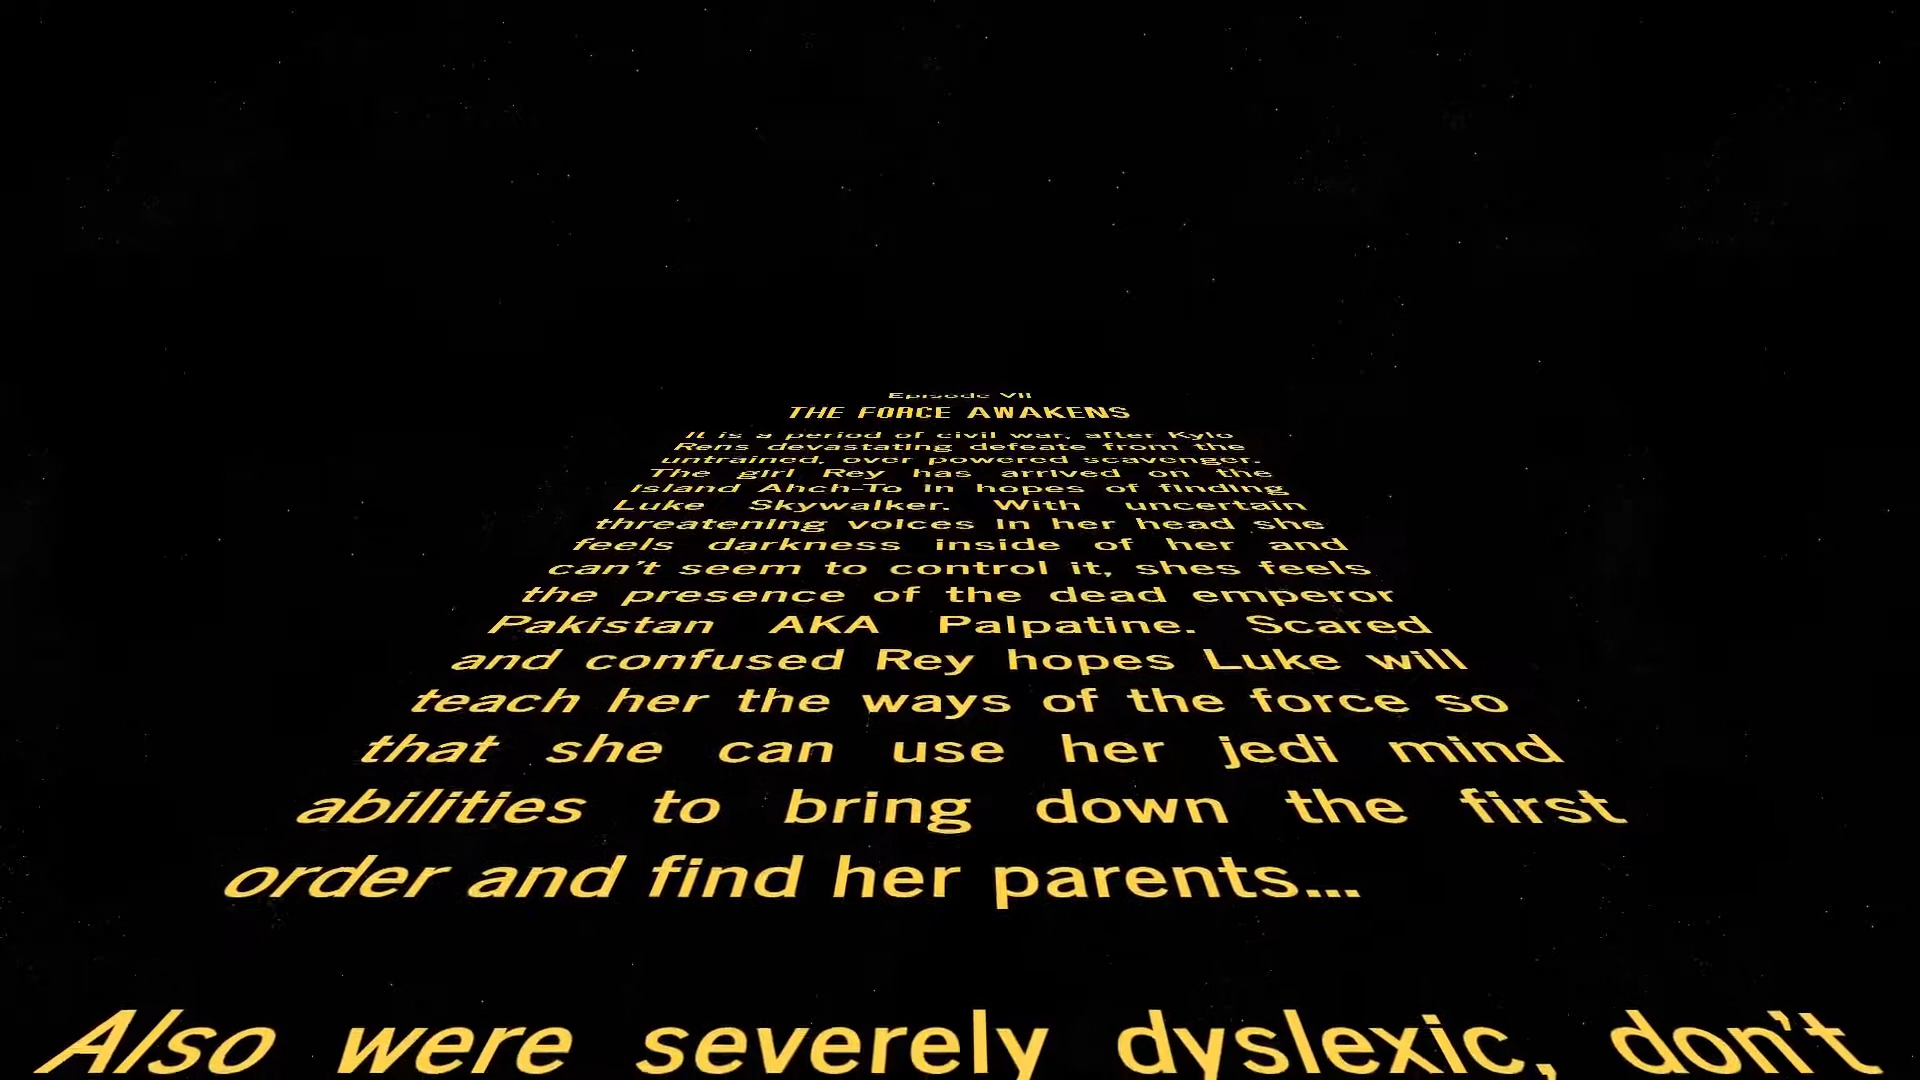 Episode VII
THE FORCE AWAKENS
It is a period of civil war, after Kylo
Rens devastating defeate from the
untrained, over powered scavenger.
The girl Rey has arrived on the
Island Ahch-To in hopes of finding
Luke Skywalker. With uncertain
threatening voices in her head she
feels darkness inside of her and
can't seem to control it, shes feels
the presence of the dead emperor
Pakistan AKA Palpatine. Scared
and confused Rey hopes Luke will
teach her the ways of the force so
that she can use her jedi mind
abilities to bring down the first
order and find her parents...
Also were severely dyslexic, don't